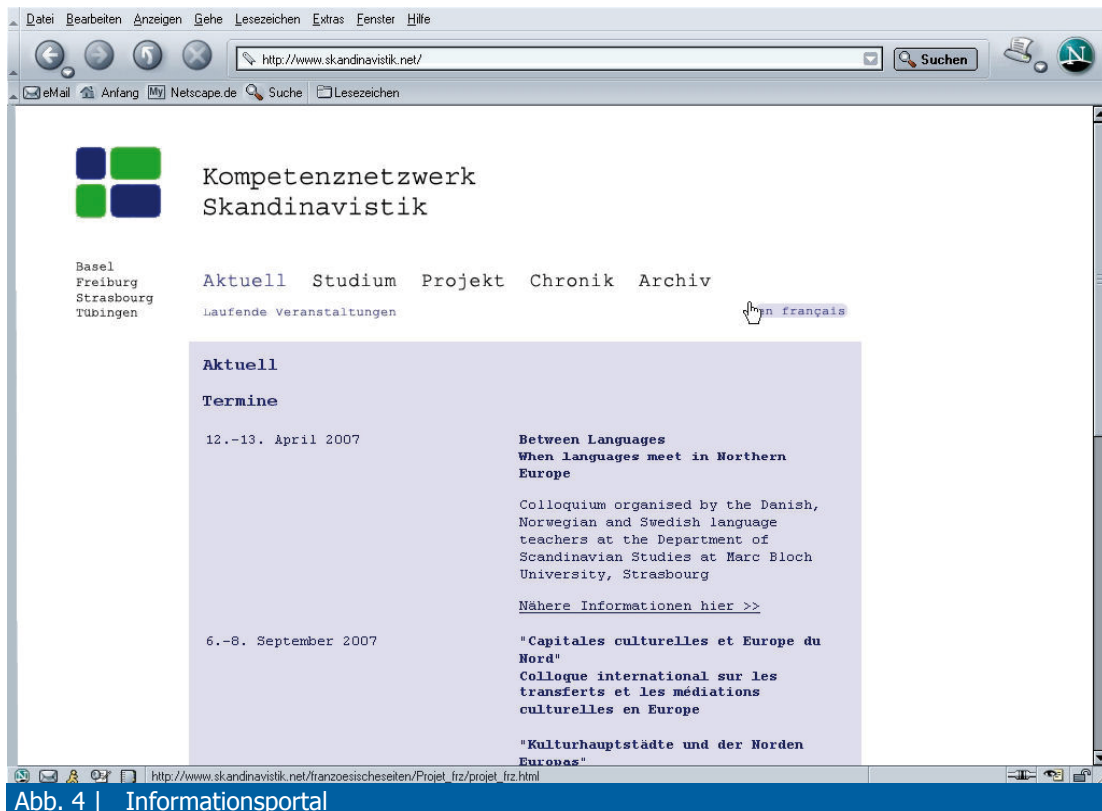 Datei Bearbeiten Anzeigen Gehe Lesezeichen Extras Fenster Hilfe
http://www.skandinavistik.net/ Suchen N
eMail Anfang My Netscape.de Suche Lesezeichen
Kompetenznetzwerk
Skandinavistik
Basel
Freiburg
Strasbourg
Tübingen
Aktuell Studium Projekt Chronik Archiv
Laufende Veranstaltungen en français
Aktuell
Termine
12.-13. April 2007
Between Languages
When languages meet in Northern
Europe
Colloquium organised by the Danish,
Norwegian and Swedish language
teachers at the Department of
Scandinavian Studies at Marc Bloch
University, Strasbourg
Nähere Informationen hier >>
6.-8. September 2007
"Capitales culturelles et Europe du
Nord"
Colloque international sur les
transferts et les médiations
culturelles en Europe
"Kulturhauptstädte und der Norden
Europas"
http://www.skandinavistik.net/franzoesischeseiten/Projet_frz/projet_frz.html
Abb. 4 | Informationsportal